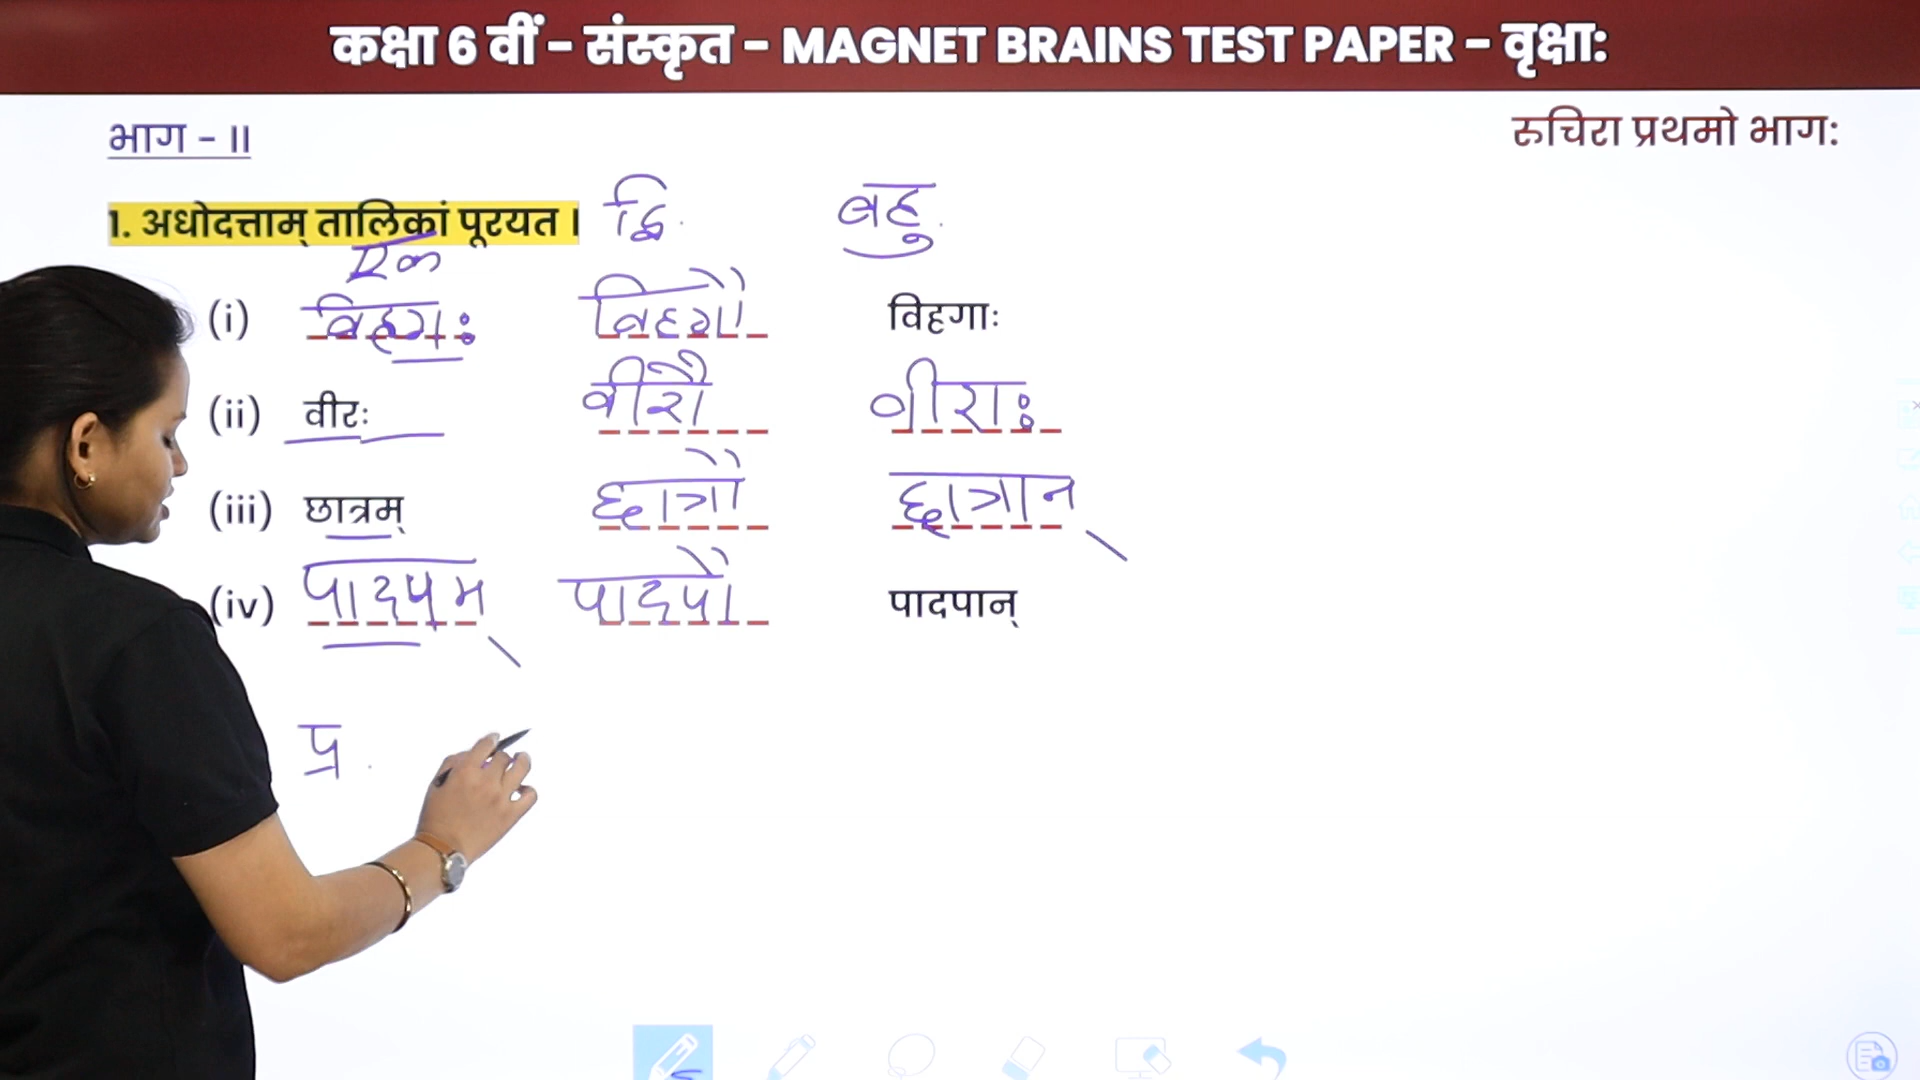 कक्षा 6 वीं – संस्कृत – MAGNET BRAINS TEST PAPER – वृक्षाः
भाग – II
रुचिरा प्रथमो भागः
1. अधोदत्ताम् तालिकां पूरयत । द्वि. बहु.
एक
(i) विहगः विहगौ विहगाः
(ii) वीरः वीरौ वीराः
(iii) छात्रम् छात्रौ छात्रान्
(iv) पादपम् पादपौ पादपान्
प्र.